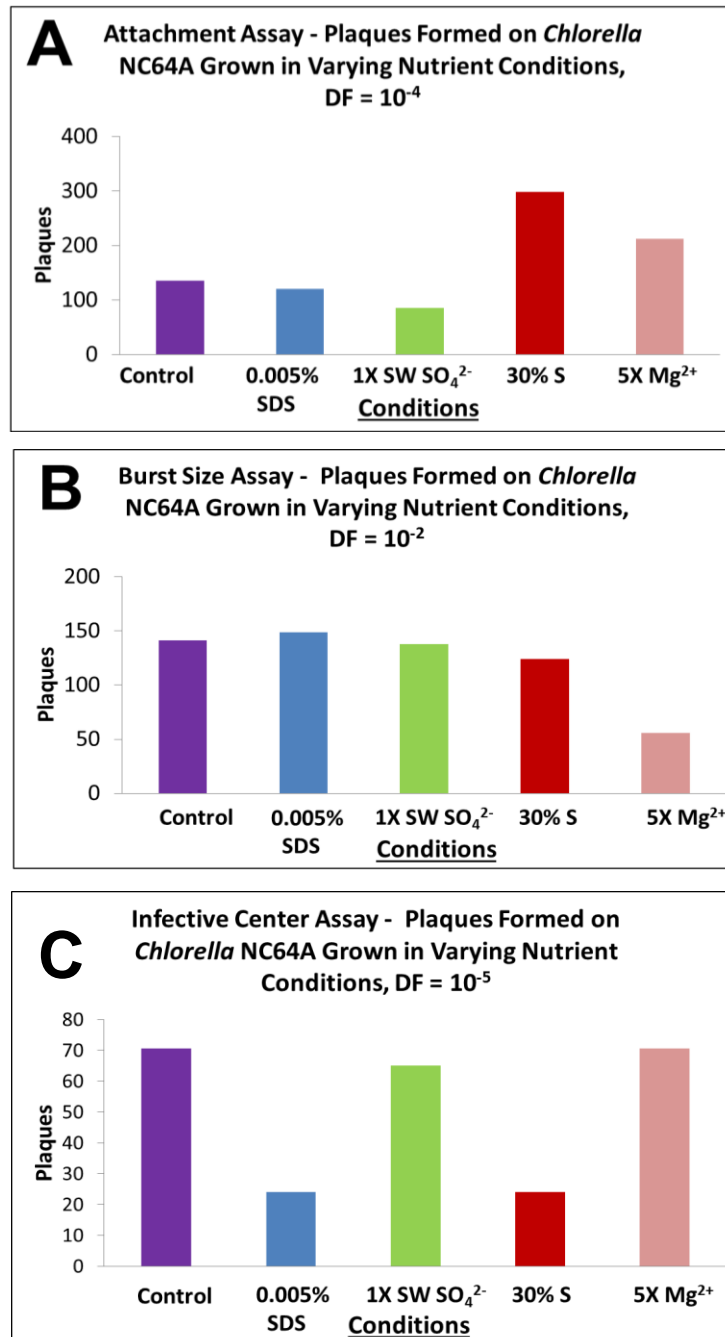 A
Attachment Assay - Plaques Formed on Chlorella
NC64A Grown in Varying Nutrient Conditions,
DF = 10⁻⁴
400
300
200
100
0
Plaques
Control
0.005%
SDS
1X SW SO₄²⁻
30% S
5X Mg²⁺
Conditions
B
Burst Size Assay - Plaques Formed on Chlorella
NC64A Grown in Varying Nutrient Conditions,
DF = 10⁻²
200
150
100
50
0
Plaques
Control
0.005%
SDS
1X SW SO₄²⁻
30% S
5X Mg²⁺
Conditions
C
Infective Center Assay - Plaques Formed on
Chlorella NC64A Grown in Varying Nutrient
Conditions, DF = 10⁻⁵
80
70
60
50
40
30
20
10
0
Plaques
Control
0.005%
SDS
1X SW SO₄²⁻
30% S
5X Mg²⁺
Conditions